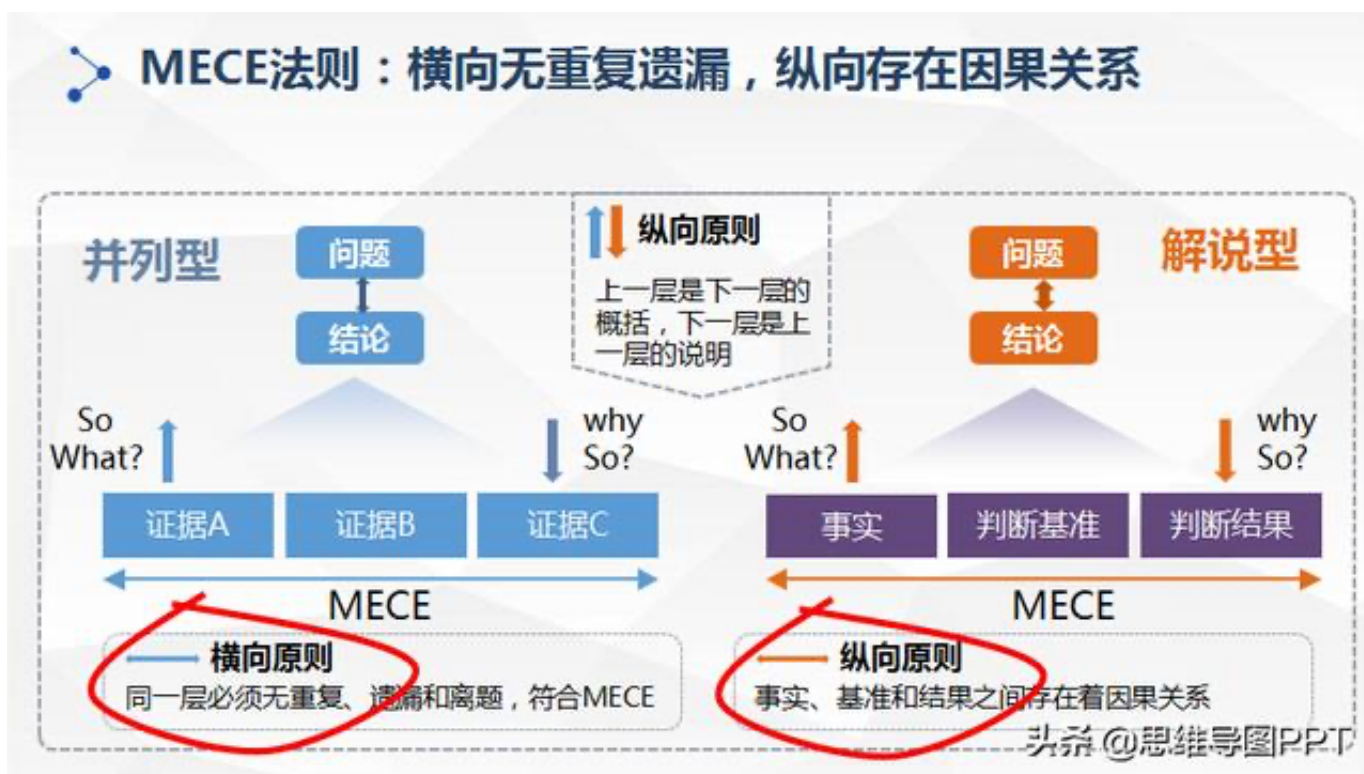 MECE法则：横向无重复遗漏，纵向存在因果关系
并列型
问题
结论
So
What?
why
So?
证据A
证据B
证据C
MECE
横向原则
同一层必须无重复、遗漏和离题，符合MECE
纵向原则
上一层是下一层的
概括，下一层是上
一层的说明
解说型
问题
结论
So
What?
why
So?
事实
判断基准
判断结果
MECE
纵向原则
事实、基准和结果之间存在着因果关系
头条 @思维导图PPT